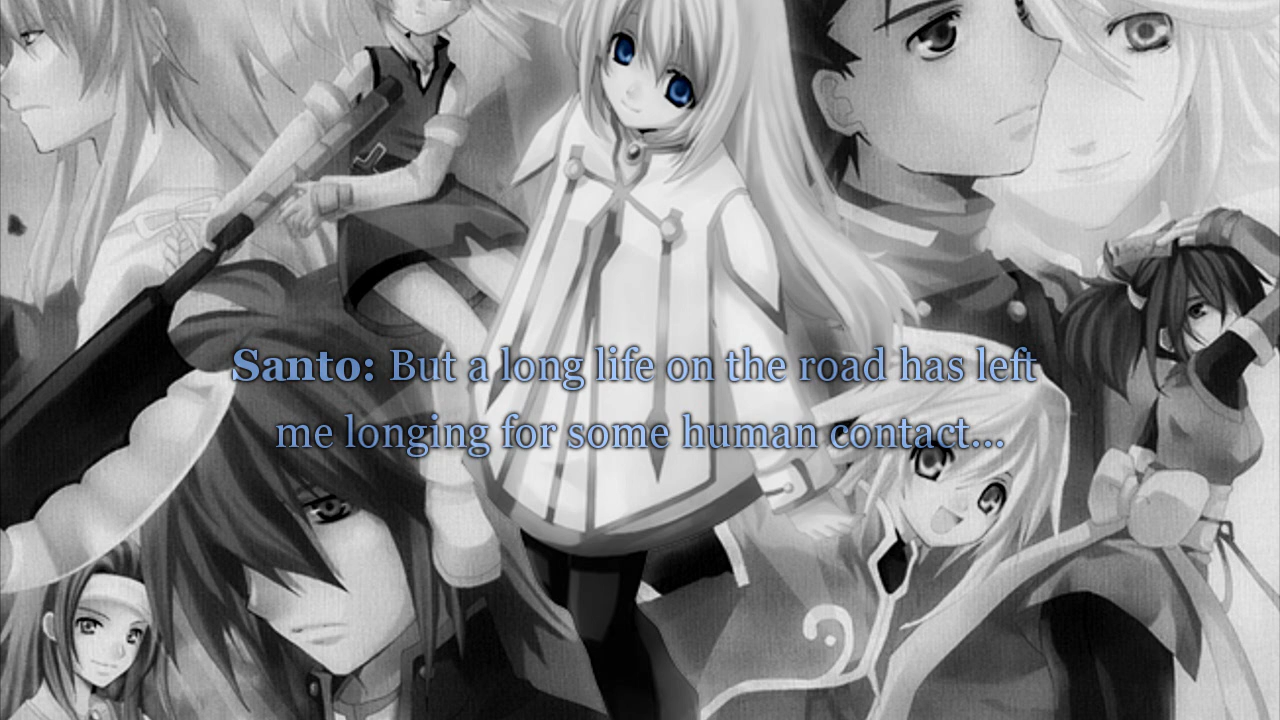 Santo: But a long life on the road has left
me longing for some human contact...